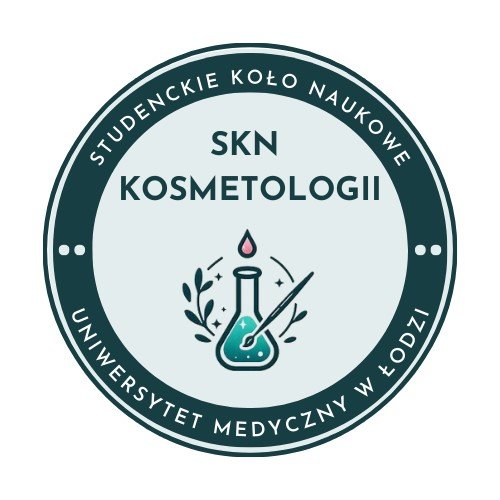 STUDENCKIE KOŁO NAUKOWE
SKN
KOSMETOLOGII
UNIWERSYTET MEDYCZNY W ŁODZI